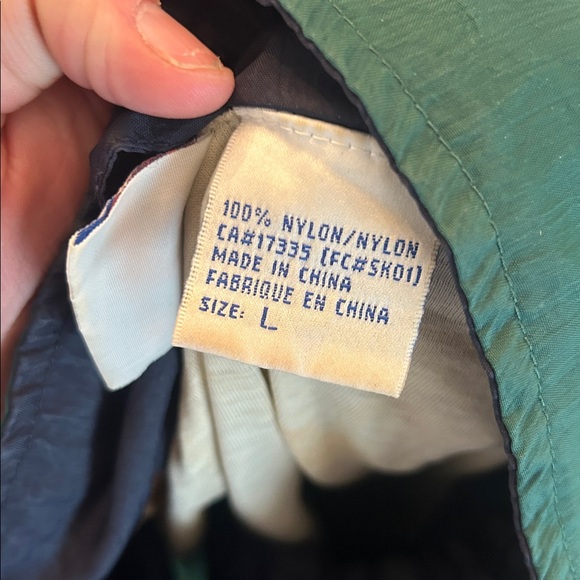 100% NYLON/NYLON
CA#17335 (FC#SK01)
MADE IN CHINA
FABRIQUE EN CHINA
SIZE: L